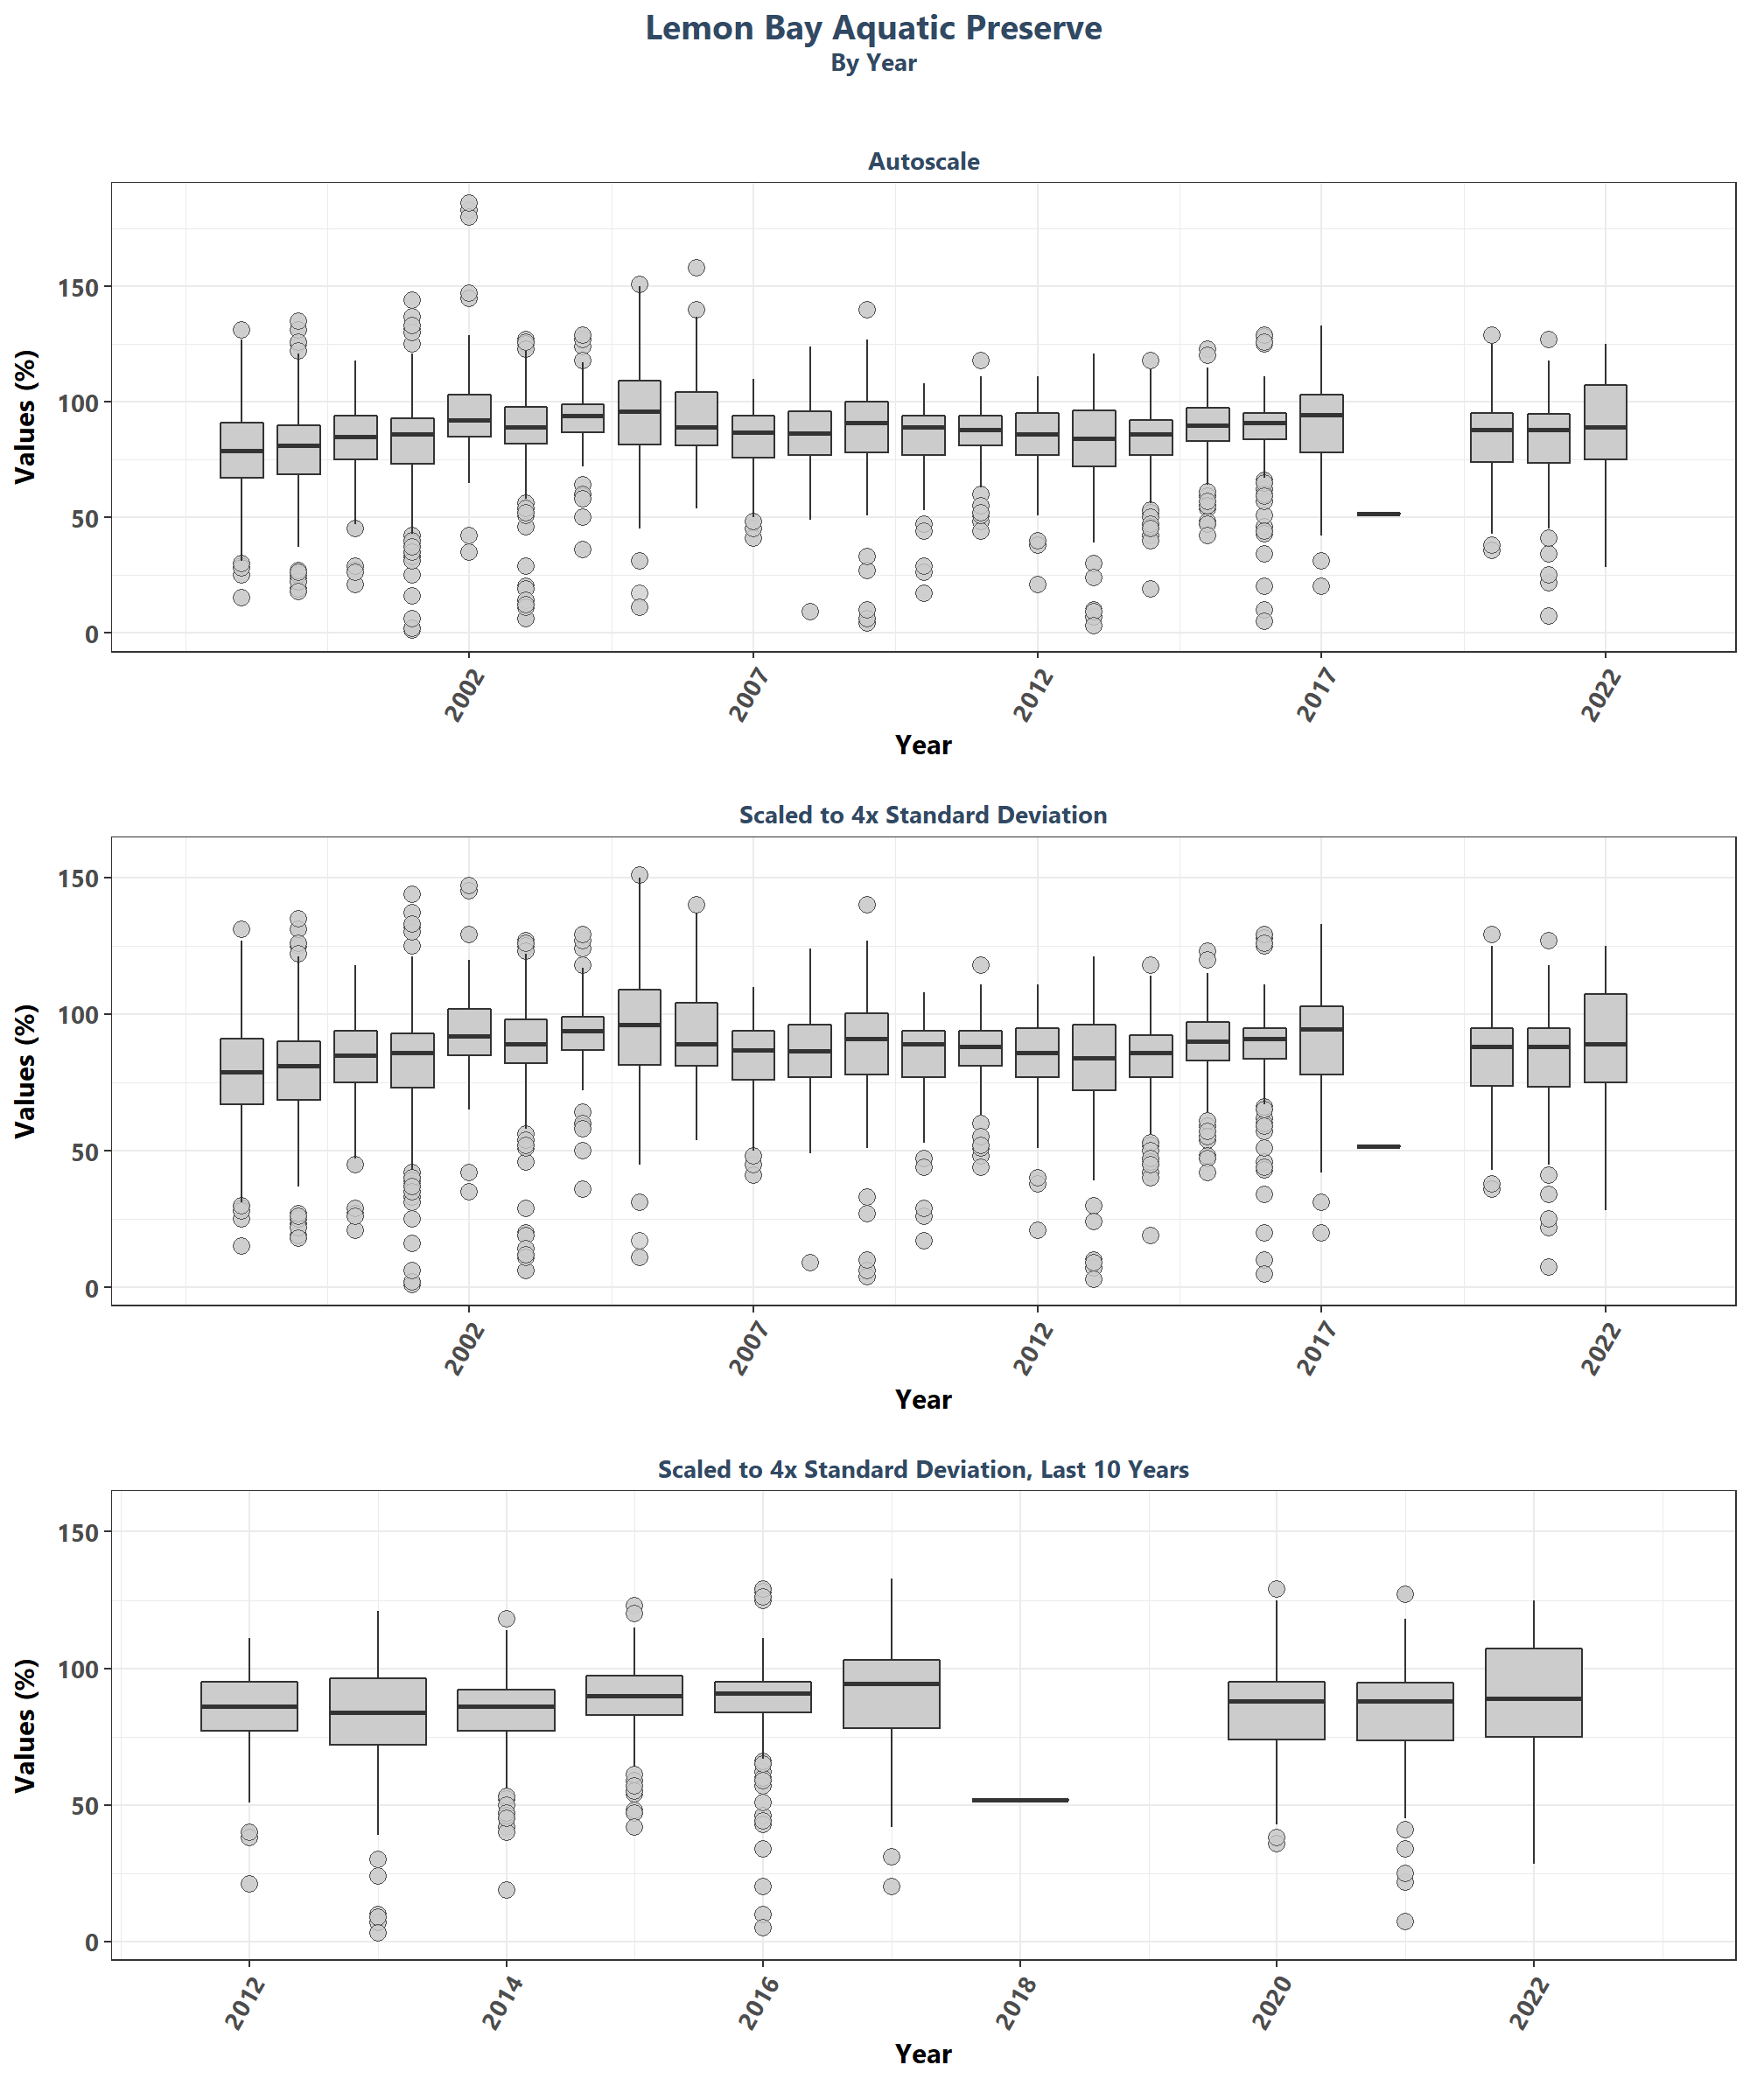 Lemon Bay Aquatic Preserve
By Year
Autoscale
Values (%)
150
100
50
0
2002
2007
2012
2017
2022
Year
Scaled to 4x Standard Deviation
Values (%)
150
100
50
0
2002
2007
2012
2017
2022
Year
Scaled to 4x Standard Deviation, Last 10 Years
Values (%)
150
100
50
0
2012
2014
2016
2018
2020
2022
Year